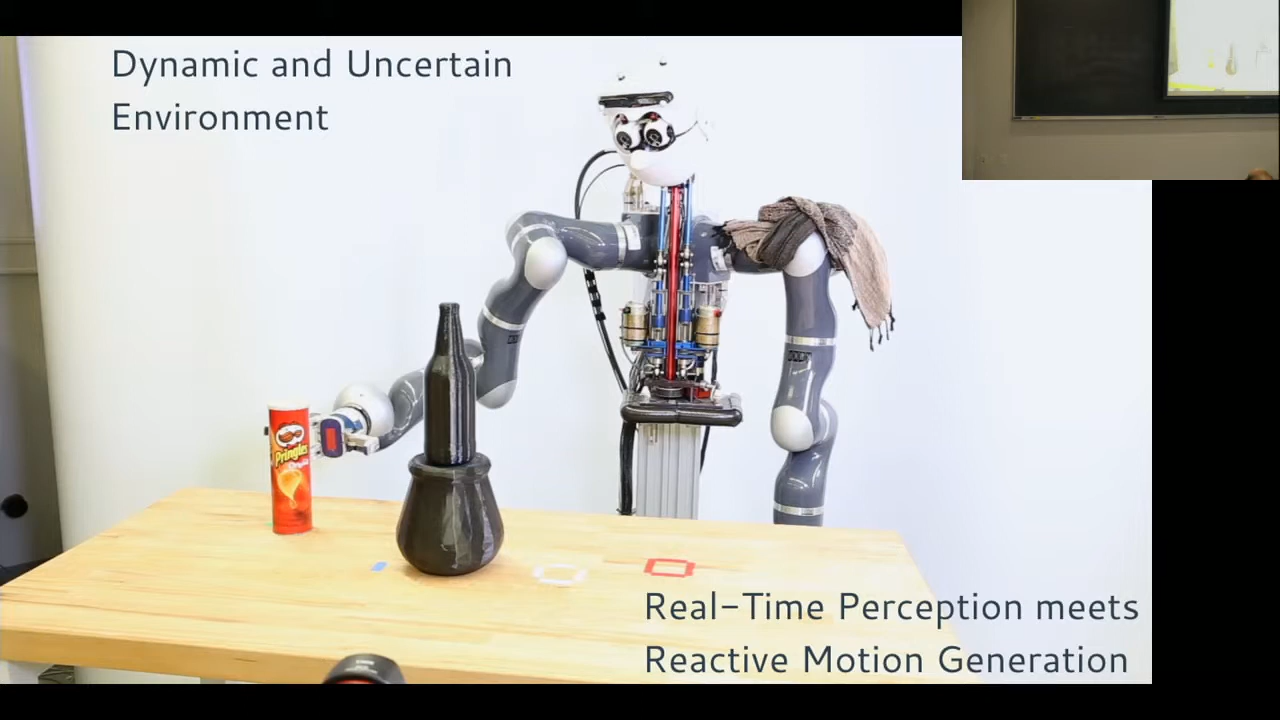 Dynamic and Uncertain
Environment
Pringles
Real-Time Perception meets
Reactive Motion Generation